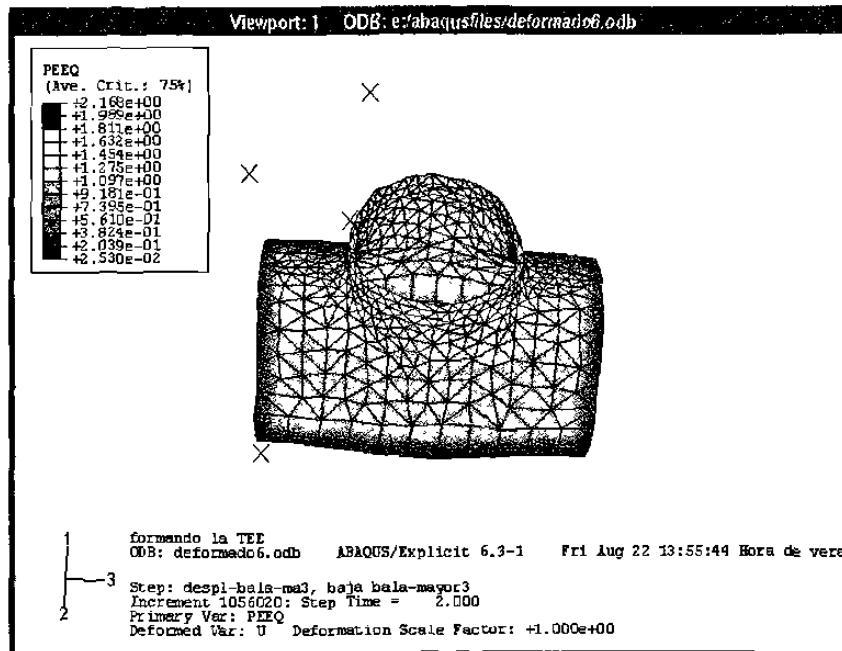 Viewport: 1 ODB: e:/abaqusfiles/deformado6.odb
PEEQ
(Ave. Crit.: 75%)
+2.168e+00
+1.989e+00
+1.811e+00
+1.632e+00
+1.454e+00
+1.275e+00
+1.097e+00
+9.181e-01
+7.395e-01
+5.610e-01
+3.824e-01
+2.039e-01
+2.530e-02
1
3
2
formando la TEE
ODB: deformado6.odb ABAQUS/Explicit 6.3-1 Fri Aug 22 13:55:44 Hora de vera
Step: despl-bala-ma3, baja bala-mayor3
Increment 1056020: Step Time = 2.000
Primary Var: PEEQ
Deformed Var: U Deformation Scale Factor: +1.000e+00